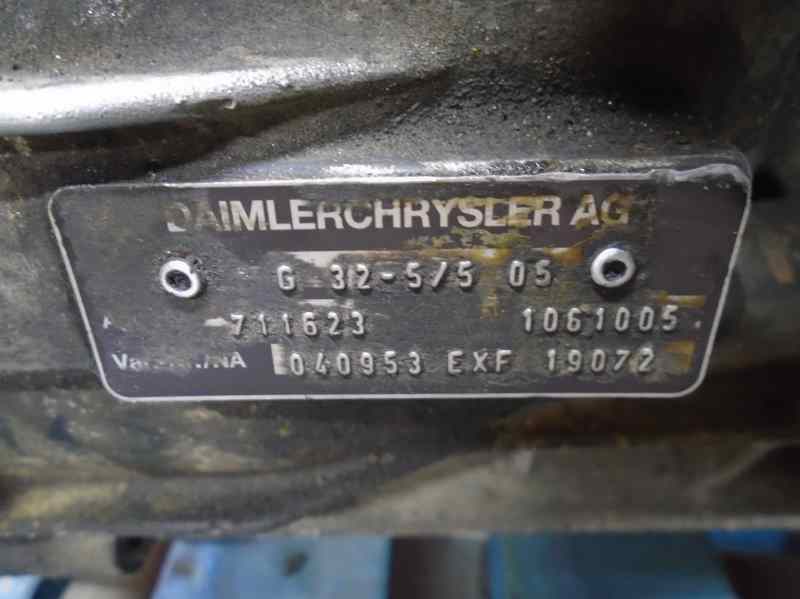 DAIMLERCHRYSLER AG
G 32-5/5 05
711623 1061005
040953 EXF 19072